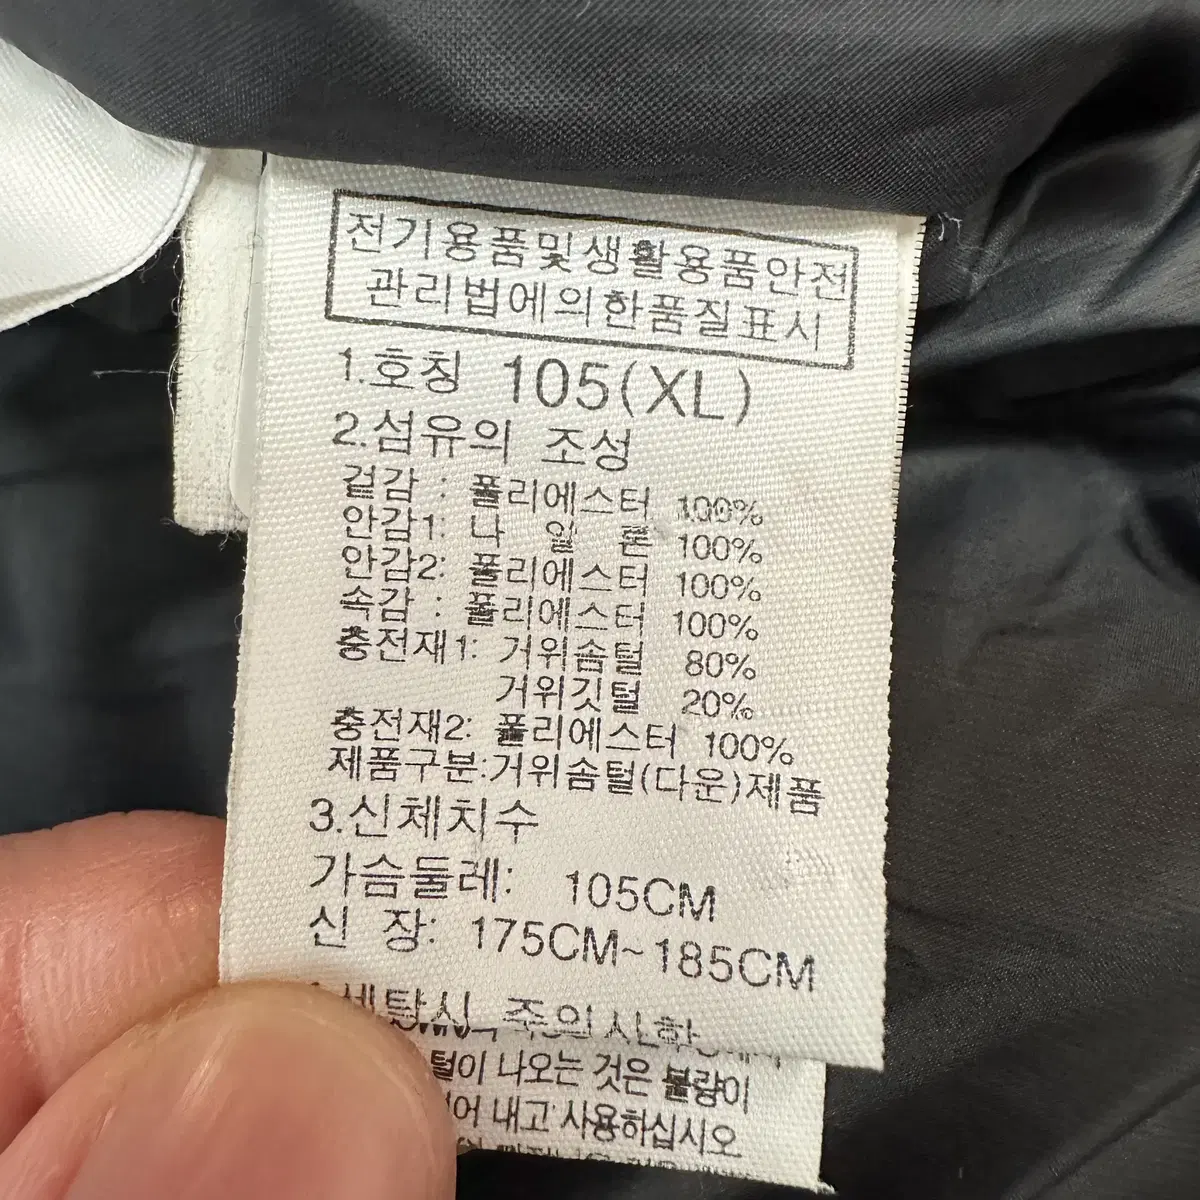 전기용품및생활용품안전
관리법에의한품질표시
1.호칭 105(XL)
2.섬유의 조성
겉감 : 폴리에스터 100%
안감1: 나 일 론 100%
안감2: 폴리에스터 100%
속감 : 폴리에스터 100%
충전재1: 거위솜털 80%
거위깃털 20%
충전재2: 폴리에스터 100%
제품구분:거위솜털(다운)제품
3.신체치수
가슴둘레: 105CM
신 장: 175CM~185CM
세탁시 주의사항
털이 나오는 것은 불량이
내고 사용하십시오